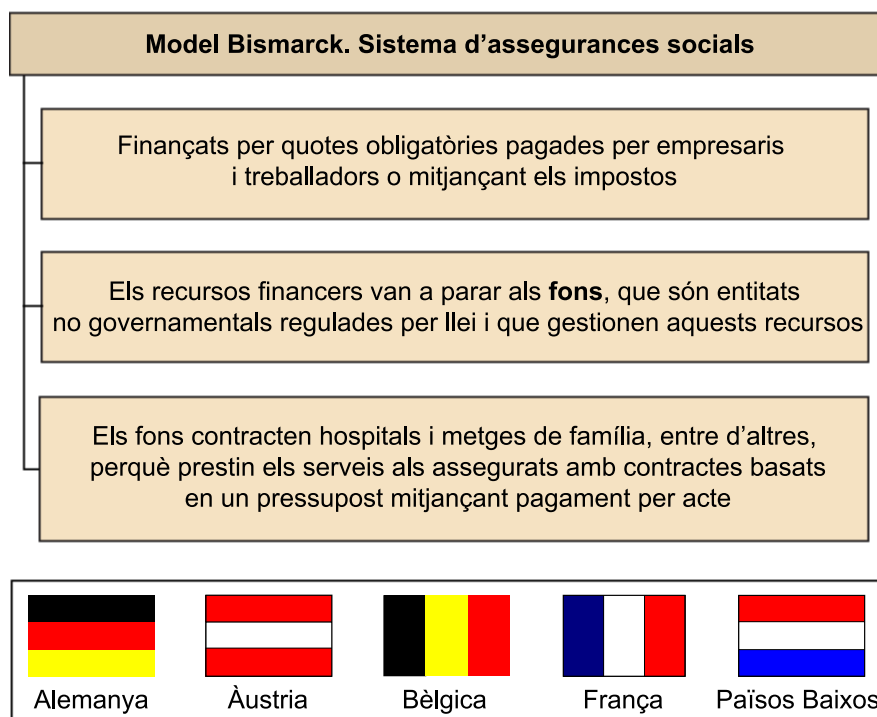 Model Bismarck. Sistema d’assegurances socials
Finançats per quotes obligatòries pagades per empresaris
i treballadors o mitjançant els impostos
Els recursos financers van a parar als fons, que són entitats
no governamentals regulades per llei i que gestionen aquests recursos
Els fons contracten hospitals i metges de família, entre d’altres,
perquè prestin els serveis als assegurats amb contractes basats
en un pressupost mitjançant pagament per acte
Alemanya Àustria Bèlgica França Països Baixos